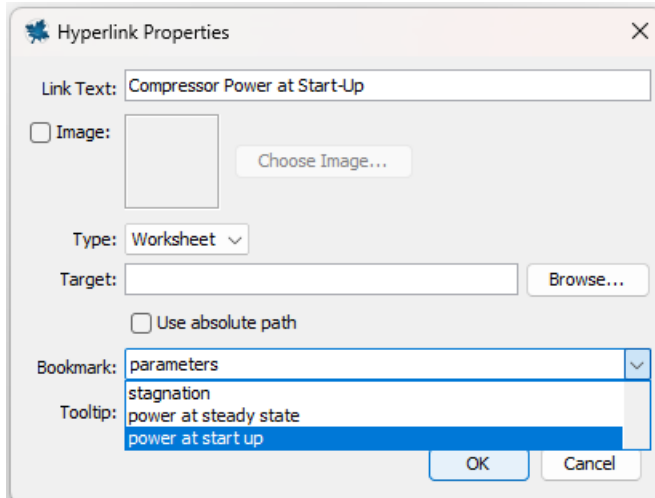 Hyperlink Properties
Link Text: Compressor Power at Start-Up
Image:
Choose Image...
Type: Worksheet
Target: Browse...
Use absolute path
Bookmark: parameters
stagnation
Tooltip: power at steady state
power at start up
OK Cancel